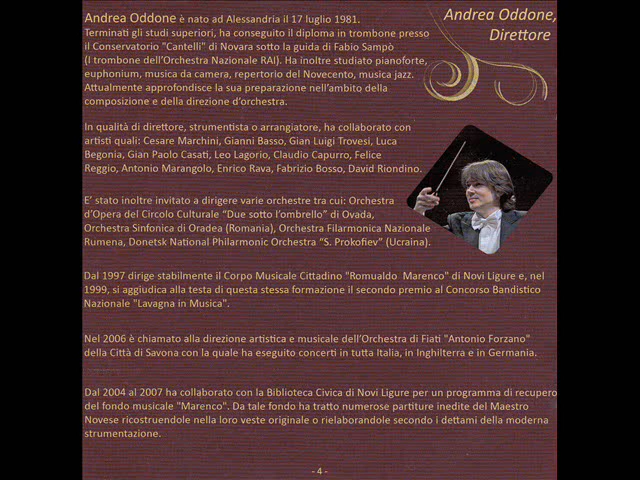 Andrea Oddone,
Direttore
Andrea Oddone è nato ad Alessandria il 17 luglio 1981.
Terminati gli studi superiori, ha conseguito il diploma in trombone presso
il Conservatorio "Cantelli" di Novara sotto la guida di Fabio Sampò
(I trombone dell'Orchestra Nazionale RAI). Ha inoltre studiato pianoforte,
euphonium, musica da camera, repertorio del Novecento, musica jazz.
Attualmente approfondisce la sua preparazione nell'ambito della
composizione e della direzione d'orchestra.
In qualità di direttore, strumentista o arrangiatore, ha collaborato con
artisti quali: Cesare Marchini, Gianni Basso, Gian Luigi Trovesi, Luca
Begonia, Gian Paolo Casati, Leo Lagorio, Claudio Capurro, Felice
Reggio, Antonio Marangolo, Enrico Rava, Fabrizio Bosso, David Riondino.
E' stato inoltre invitato a dirigere varie orchestre tra cui: Orchestra
d'Opera del Circolo Culturale "Due sotto l'ombrello" di Ovada,
Orchestra Sinfonica di Oradea (Romania), Orchestra Filarmonica Nazionale
Rumena, Donetsk National Philarmonic Orchestra "S. Prokofiev" (Ucraina).
Dal 1997 dirige stabilmente il Corpo Musicale Cittadino "Romualdo Marenco" di Novi Ligure e, nel
1999, si aggiudica alla testa di questa stessa formazione il secondo premio al Concorso Bandistico
Nazionale "Lavagna in Musica".
Nel 2006 è chiamato alla direzione artistica e musicale dell'Orchestra di Fiati "Antonio Forzano"
della Città di Savona con la quale ha eseguito concerti in tutta Italia, in Inghilterra e in Germania.
Dal 2004 al 2007 ha collaborato con la Biblioteca Civica di Novi Ligure per un programma di recupero
del fondo musicale "Marenco". Da tale fondo ha tratto numerose partiture inedite del Maestro
Novese ricostruendole nella loro veste originale o rielaborandole secondo i dettami della moderna
strumentazione.
- 4 -